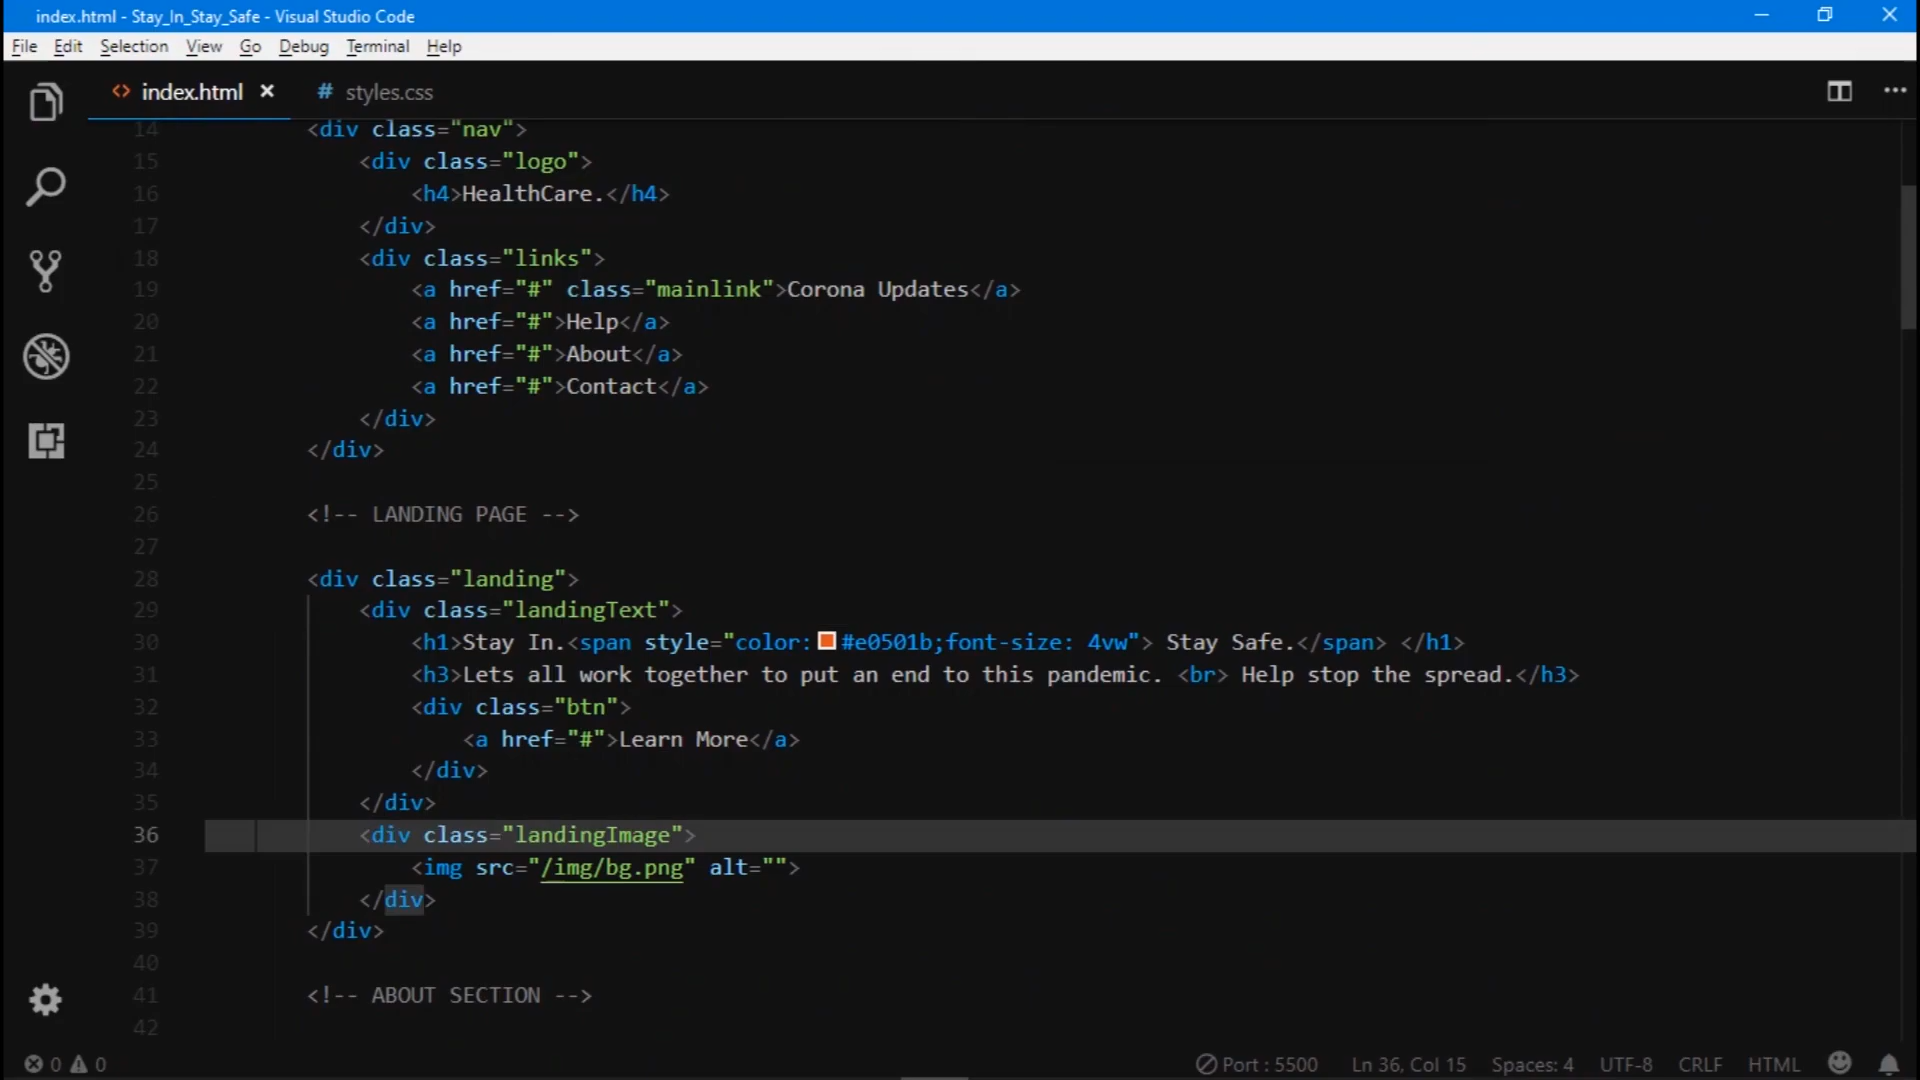 index.html - Stay_In_Stay_Safe - Visual Studio Code
File Edit Selection View Go Debug Terminal Help
<> index.html × # styles.css
14 <div class="nav">
15 <div class="logo">
16 <h4>HealthCare.</h4>
17 </div>
18 <div class="links">
19 <a href="#" class="mainlink">Corona Updates</a>
20 <a href="#">Help</a>
21 <a href="#">About</a>
22 <a href="#">Contact</a>
23 </div>
24 </div>
25
26 <!-- LANDING PAGE -->
27
28 <div class="landing">
29 <div class="landingText">
30 <h1>Stay In.<span style="color:#e0501b;font-size: 4vw"> Stay Safe.</span> </h1>
31 <h3>Lets all work together to put an end to this pandemic. <br> Help stop the spread.</h3>
32 <div class="btn">
33 <a href="#">Learn More</a>
34 </div>
35 </div>
36 <div class="landingImage">
37 <img src="/img/bg.png" alt="">
38 </div>
39 </div>
40
41 <!-- ABOUT SECTION -->
42
0 0 Port : 5500 Ln 36, Col 15 Spaces: 4 UTF-8 CRLF HTML